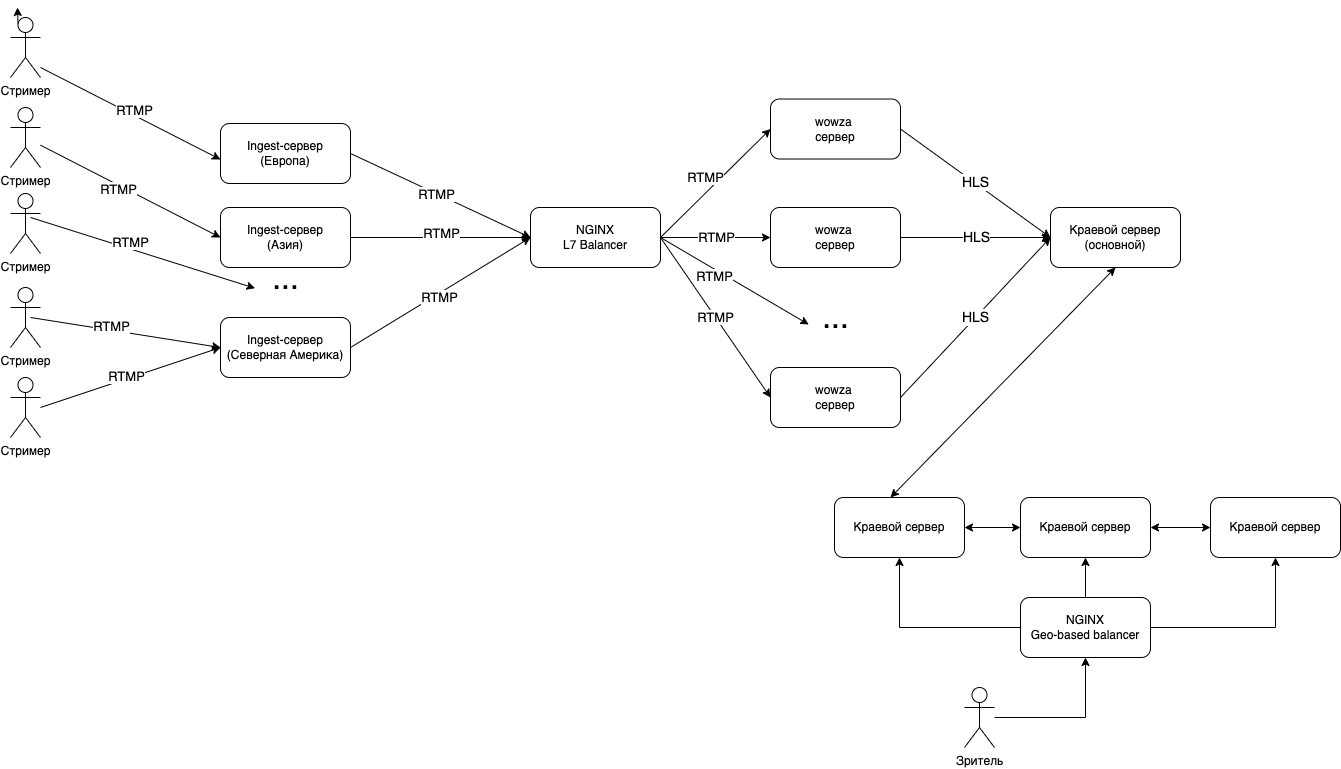 Стример
RTMP
Стример
RTMP
Стример
RTMP
Стример
RTMP
Стример
RTMP
Ingest-сервер
(Европа)
Ingest-сервер
(Азия)
...
Ingest-сервер
(Северная Америка)
RTMP
RTMP
RTMP
NGINX
L7 Balancer
RTMP
RTMP
RTMP
RTMP
wowza
сервер
wowza
сервер
...
wowza
сервер
HLS
HLS
HLS
Краевой сервер
(основной)
Краевой сервер
Краевой сервер
Краевой сервер
NGINX
Geo-based balancer
Зритель